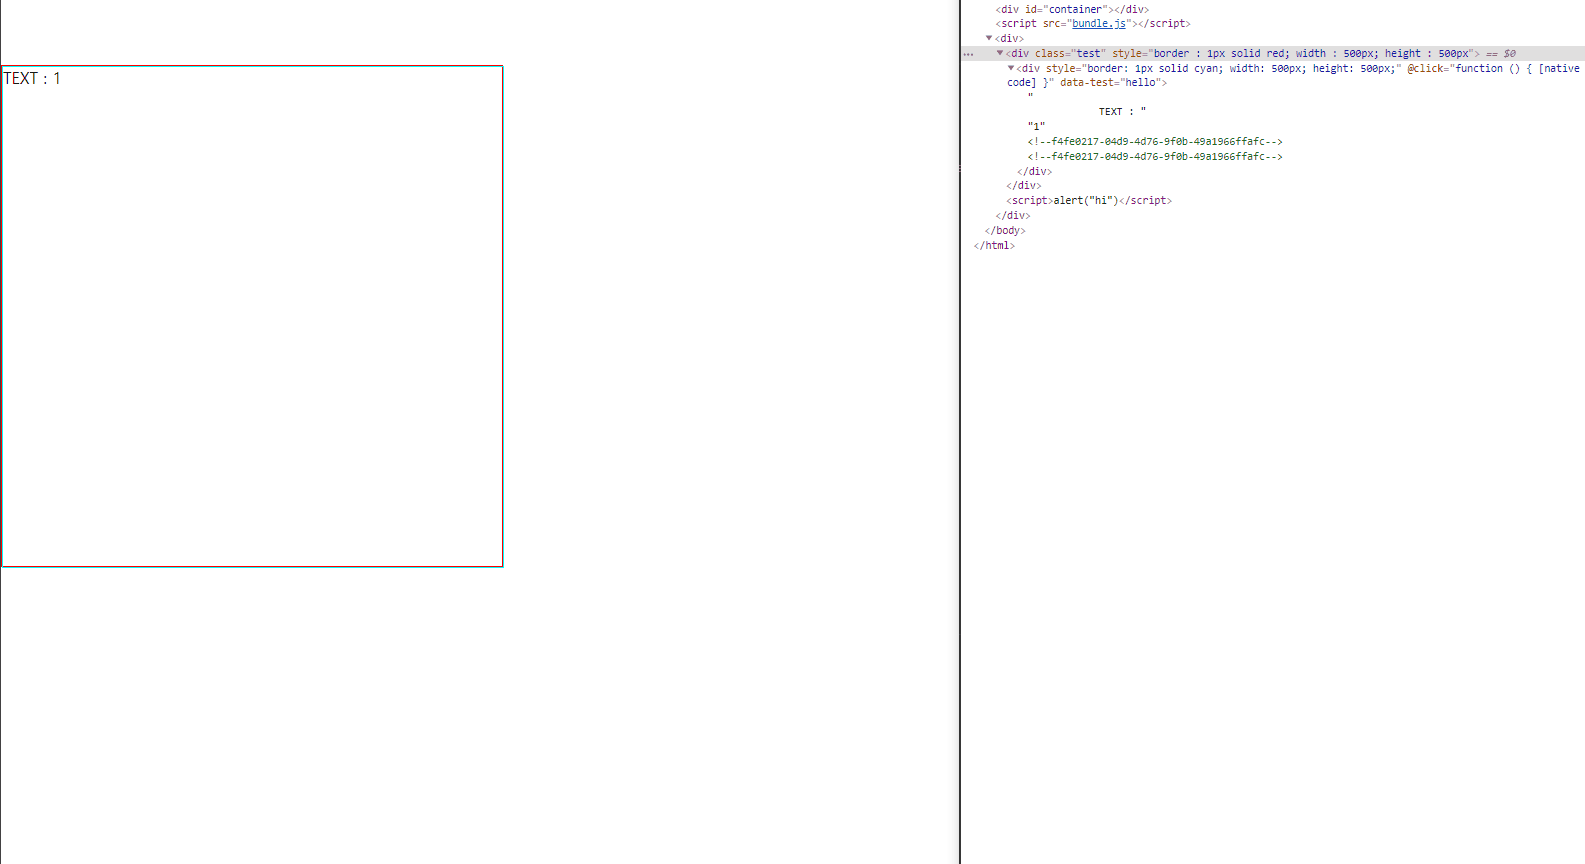 TEXT : 1
<div id="container"></div>
<script src="bundle.js"></script>
▼<div>
… ▼<div class="test" style="border : 1px solid red; width : 500px; height : 500px"> == $0
▼<div style="border: 1px solid cyan; width: 500px; height: 500px;" @click="function () { [native
code] }" data-test="hello">
"
TEXT : "
"1"
<!--f4fe0217-04d9-4d76-9f0b-49a1966ffafc-->
<!--f4fe0217-04d9-4d76-9f0b-49a1966ffafc-->
</div>
</div>
<script>alert("hi")</script>
</div>
</body>
</html>